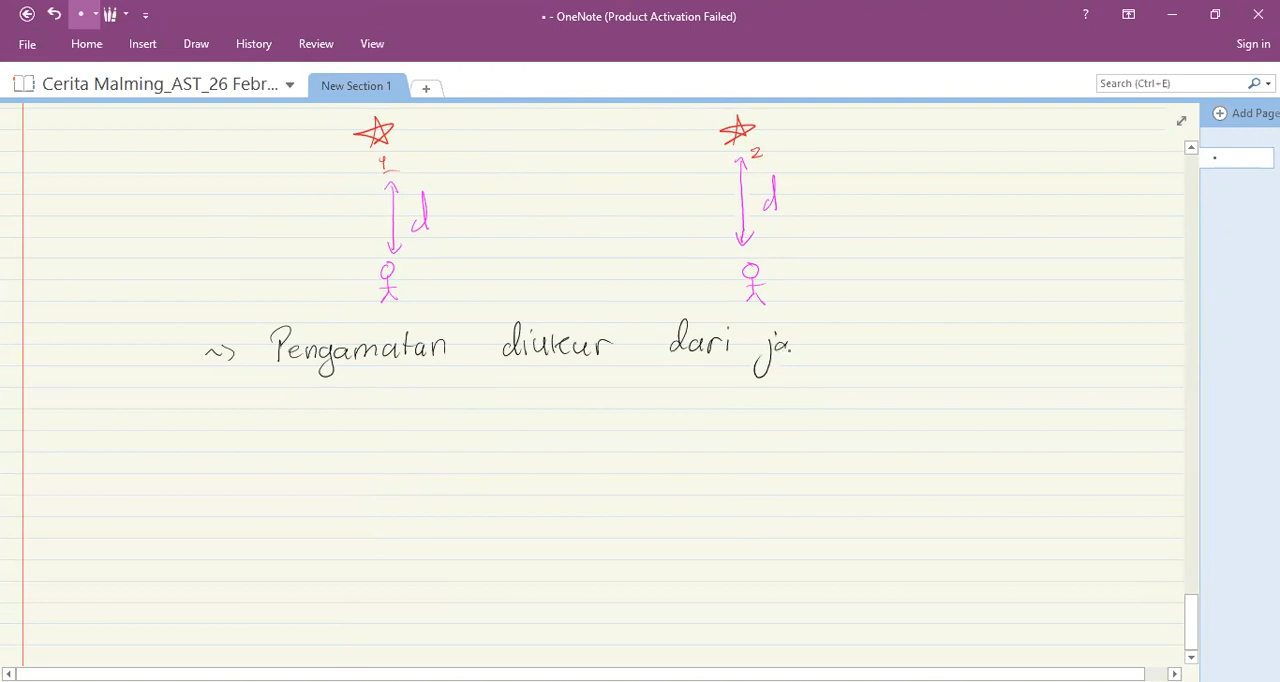 • - OneNote (Product Activation Failed)
?
File Home Insert Draw History Review View Sign in
Cerita Malming_AST_26 Febr... New Section 1 + Search (Ctrl+E)
Add Page
1 2
d d
~> Pengamatan diukur dari ja